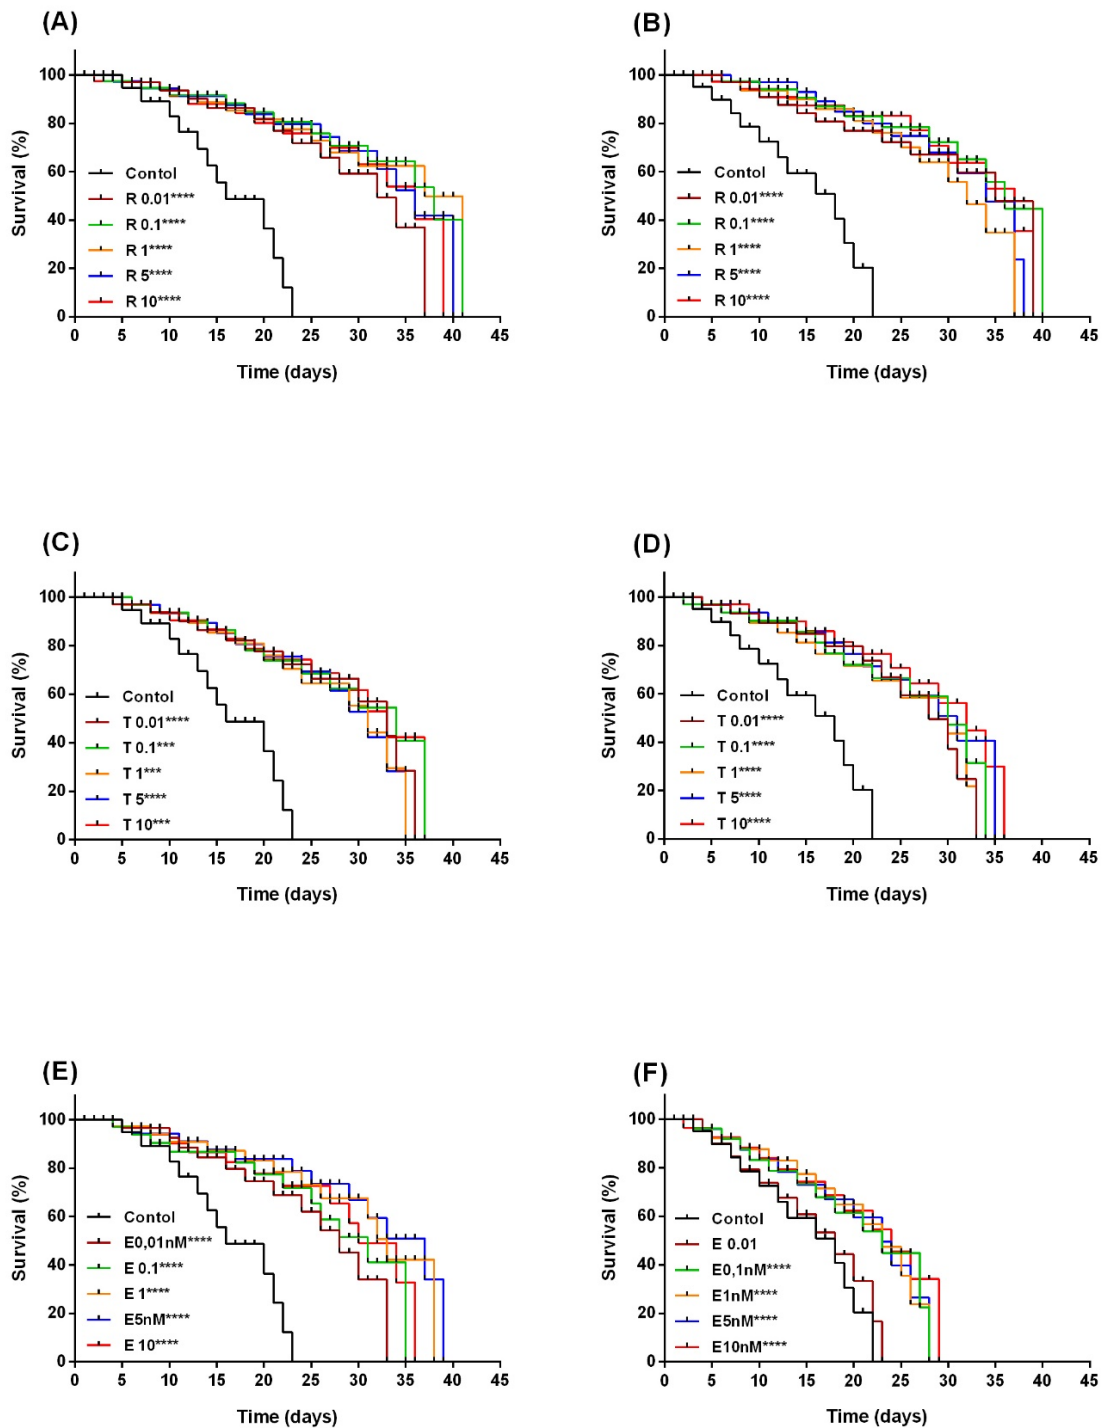 (A)
Survival (%)
100
80
60
40
20
0
Contol
R 0.01****
R 0.1****
R 1****
R 5****
R 10****
0 5 10 15 20 25 30 35 40 45
Time (days)
(B)
Survival (%)
100
80
60
40
20
0
Contol
R 0.01****
R 0.1****
R 1****
R 5****
R 10****
0 5 10 15 20 25 30 35 40 45
Time (days)
(C)
Survival (%)
100
80
60
40
20
0
Contol
T 0.01****
T 0.1***
T 1***
T 5****
T 10***
0 5 10 15 20 25 30 35 40 45
Time (days)
(D)
Survival (%)
100
80
60
40
20
0
Contol
T 0.01****
T 0.1****
T 1****
T 5****
T 10****
0 5 10 15 20 25 30 35 40 45
Time (days)
(E)
Survival (%)
100
80
60
40
20
0
Contol
E0,01nM****
E 0.1****
E 1****
E5nM****
E 10****
0 5 10 15 20 25 30 35 40 45
Time (days)
(F)
Survival (%)
100
80
60
40
20
0
Contol
E 0.01
E0,1nM****
E1nM****
E5nM****
E10nM****
0 5 10 15 20 25 30 35 40 45
Time (days)